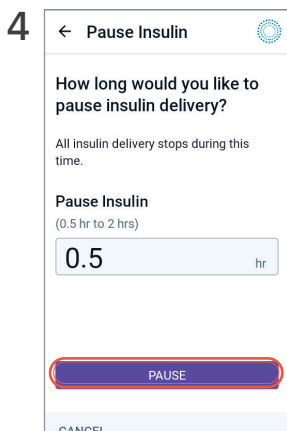 4
← Pause Insulin
How long would you like to
pause insulin delivery?
All insulin delivery stops during this
time.
Pause Insulin
(0.5 hr to 2 hrs)
0.5 hr
PAUSE
CANCEL